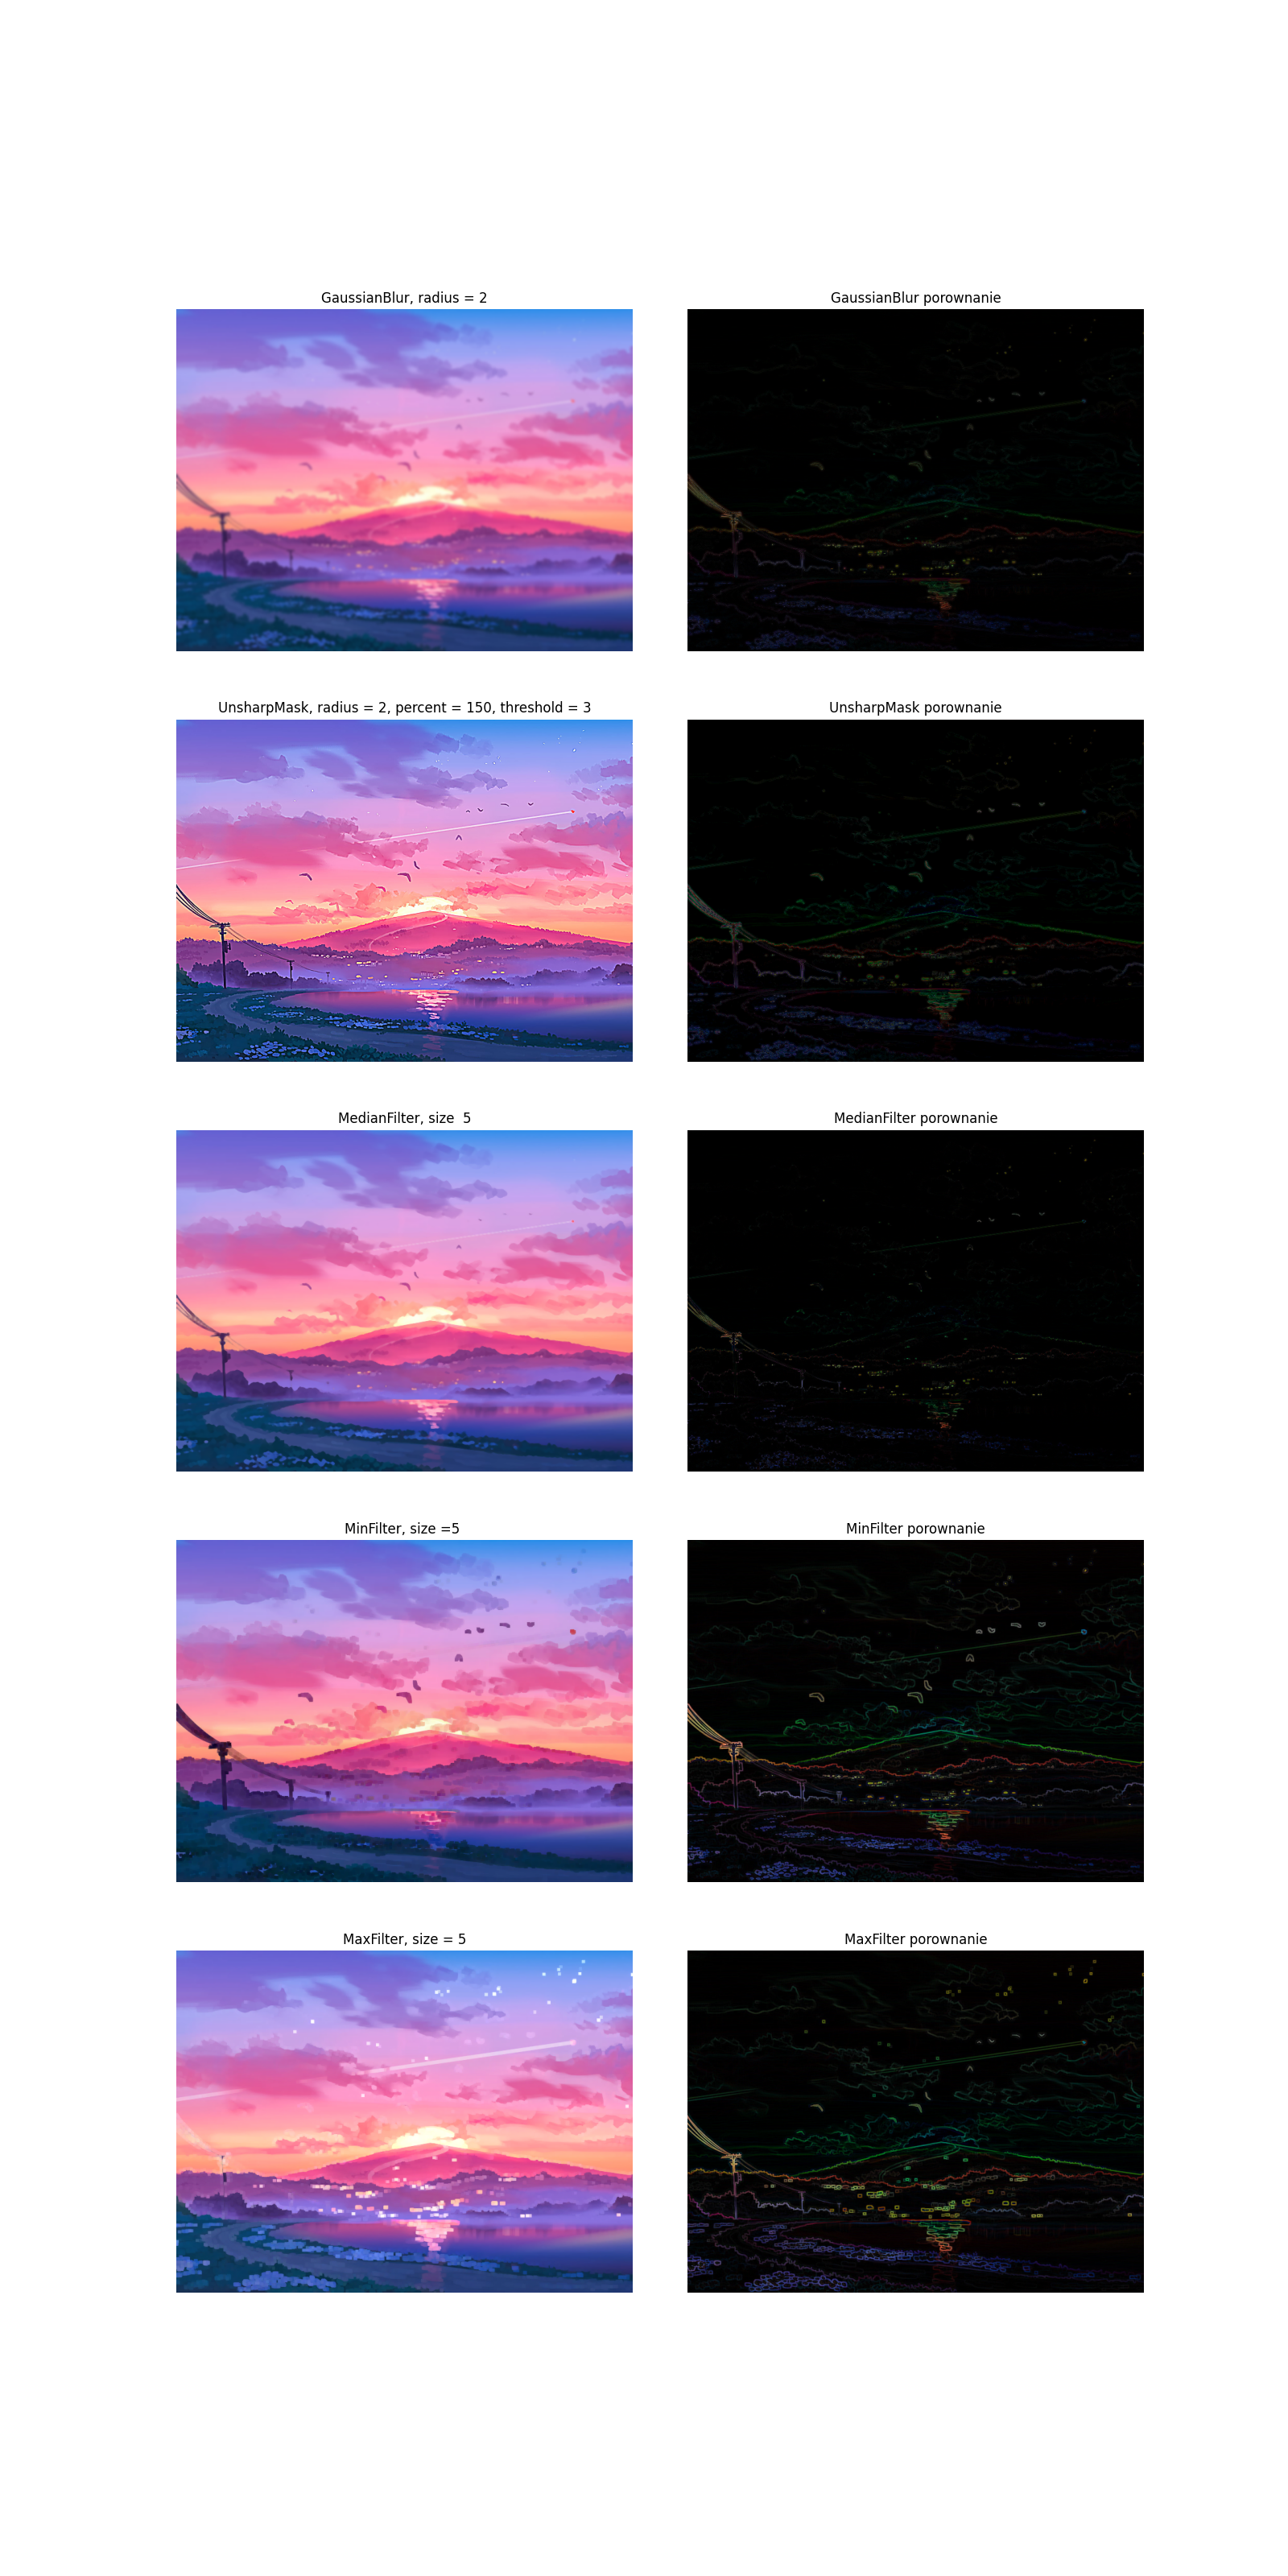 GaussianBlur, radius = 2
GaussianBlur porownanie
UnsharpMask, radius = 2, percent = 150, threshold = 3
UnsharpMask porownanie
MedianFilter, size  5
MedianFilter porownanie
MinFilter, size =5
MinFilter porownanie
MaxFilter, size = 5
MaxFilter porownanie